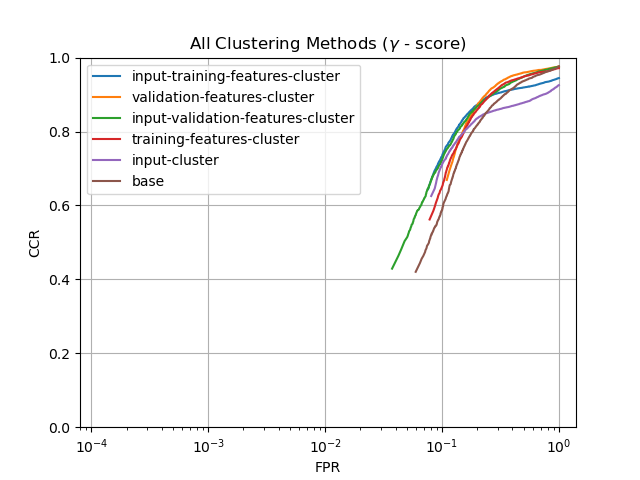 All Clustering Methods (γ - score)
input-training-features-cluster
validation-features-cluster
input-validation-features-cluster
training-features-cluster
input-cluster
base
1.0
0.8
0.6
0.4
0.2
0.0
CCR
10⁻⁴ 10⁻³ 10⁻² 10⁻¹ 10⁰
FPR